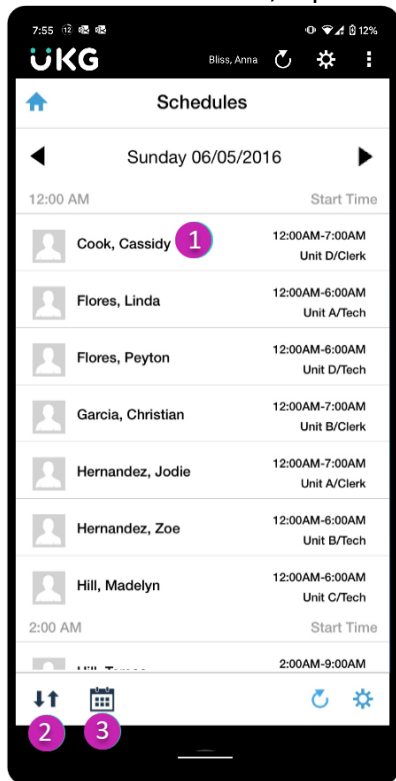 7:55 12
12%
UKG
Bliss, Anna
Schedules
Sunday 06/05/2016
12:00 AM Start Time
Cook, Cassidy 1 12:00AM-7:00AM
Unit D/Clerk
Flores, Linda 12:00AM-6:00AM
Unit A/Tech
Flores, Peyton 12:00AM-6:00AM
Unit D/Tech
Garcia, Christian 12:00AM-7:00AM
Unit B/Clerk
Hernandez, Jodie 12:00AM-7:00AM
Unit A/Clerk
Hernandez, Zoe 12:00AM-6:00AM
Unit B/Tech
Hill, Madelyn 12:00AM-6:00AM
Unit C/Tech
2:00 AM Start Time
2:00AM-9:00AM
2 3